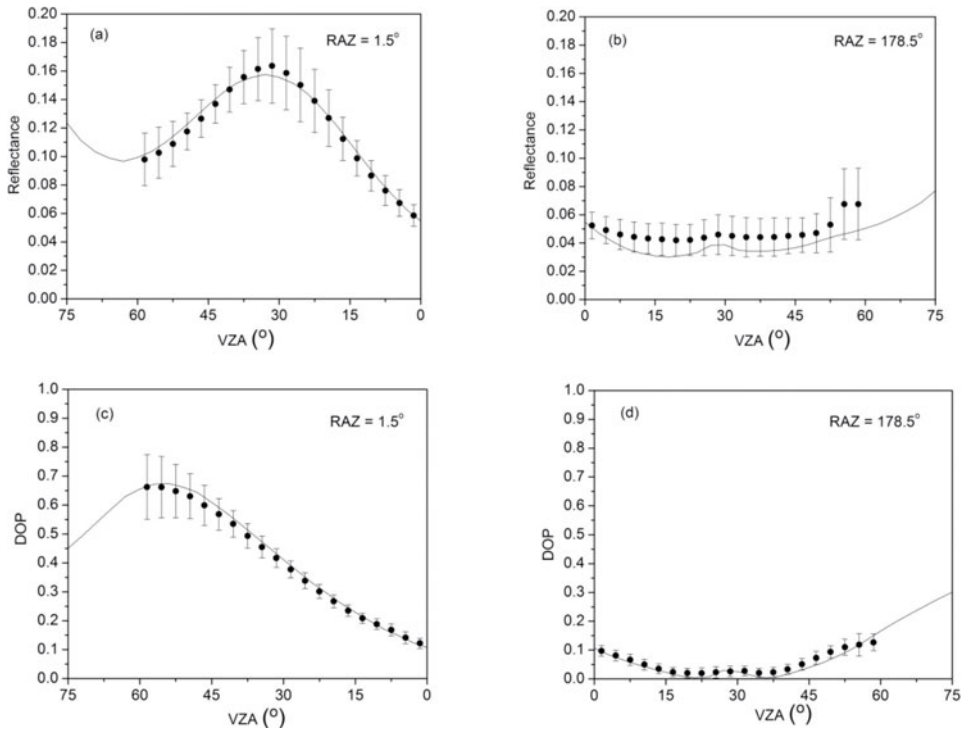 (a)
RAZ = 1.5°
0.20
0.18
0.16
0.14
0.12
0.10
0.08
0.06
0.04
0.02
0.00
Reflectance
75 60 45 30 15 0
VZA (°)
(b)
RAZ = 178.5°
0.20
0.18
0.16
0.14
0.12
0.10
0.08
0.06
0.04
0.02
0.00
Reflectance
0 15 30 45 60 75
VZA (°)
(c)
RAZ = 1.5°
1.0
0.9
0.8
0.7
0.6
0.5
0.4
0.3
0.2
0.1
0.0
DOP
75 60 45 30 15 0
VZA (°)
(d)
RAZ = 178.5°
1.0
0.9
0.8
0.7
0.6
0.5
0.4
0.3
0.2
0.1
0.0
DOP
0 15 30 45 60 75
VZA (°)